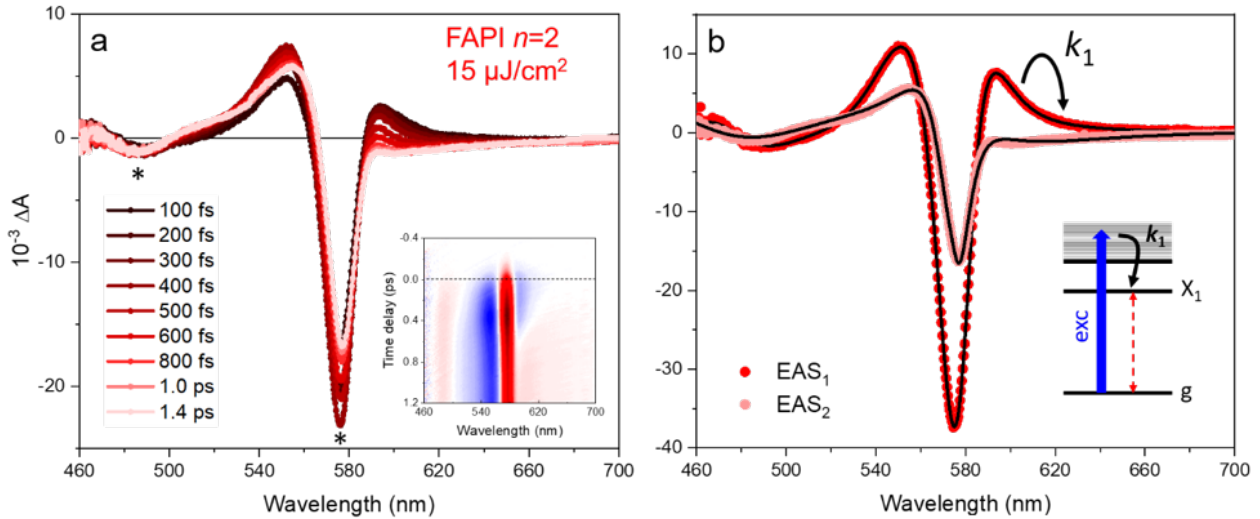 a
FAPI n=2
15 μJ/cm²
10
0
-10
-20
10⁻³ ΔA
*
*
100 fs
200 fs
300 fs
400 fs
500 fs
600 fs
800 fs
1.0 ps
1.4 ps
-0.4
0.0
0.4
0.8
1.2
Time delay (ps)
460 540 620 700
Wavelength (nm)
460 500 540 580 620 660 700
Wavelength (nm)
b
k₁
10
0
-10
-20
-30
-40
EAS₁
EAS₂
k₁
X₁
exc
g
460 500 540 580 620 660 700
Wavelength (nm)